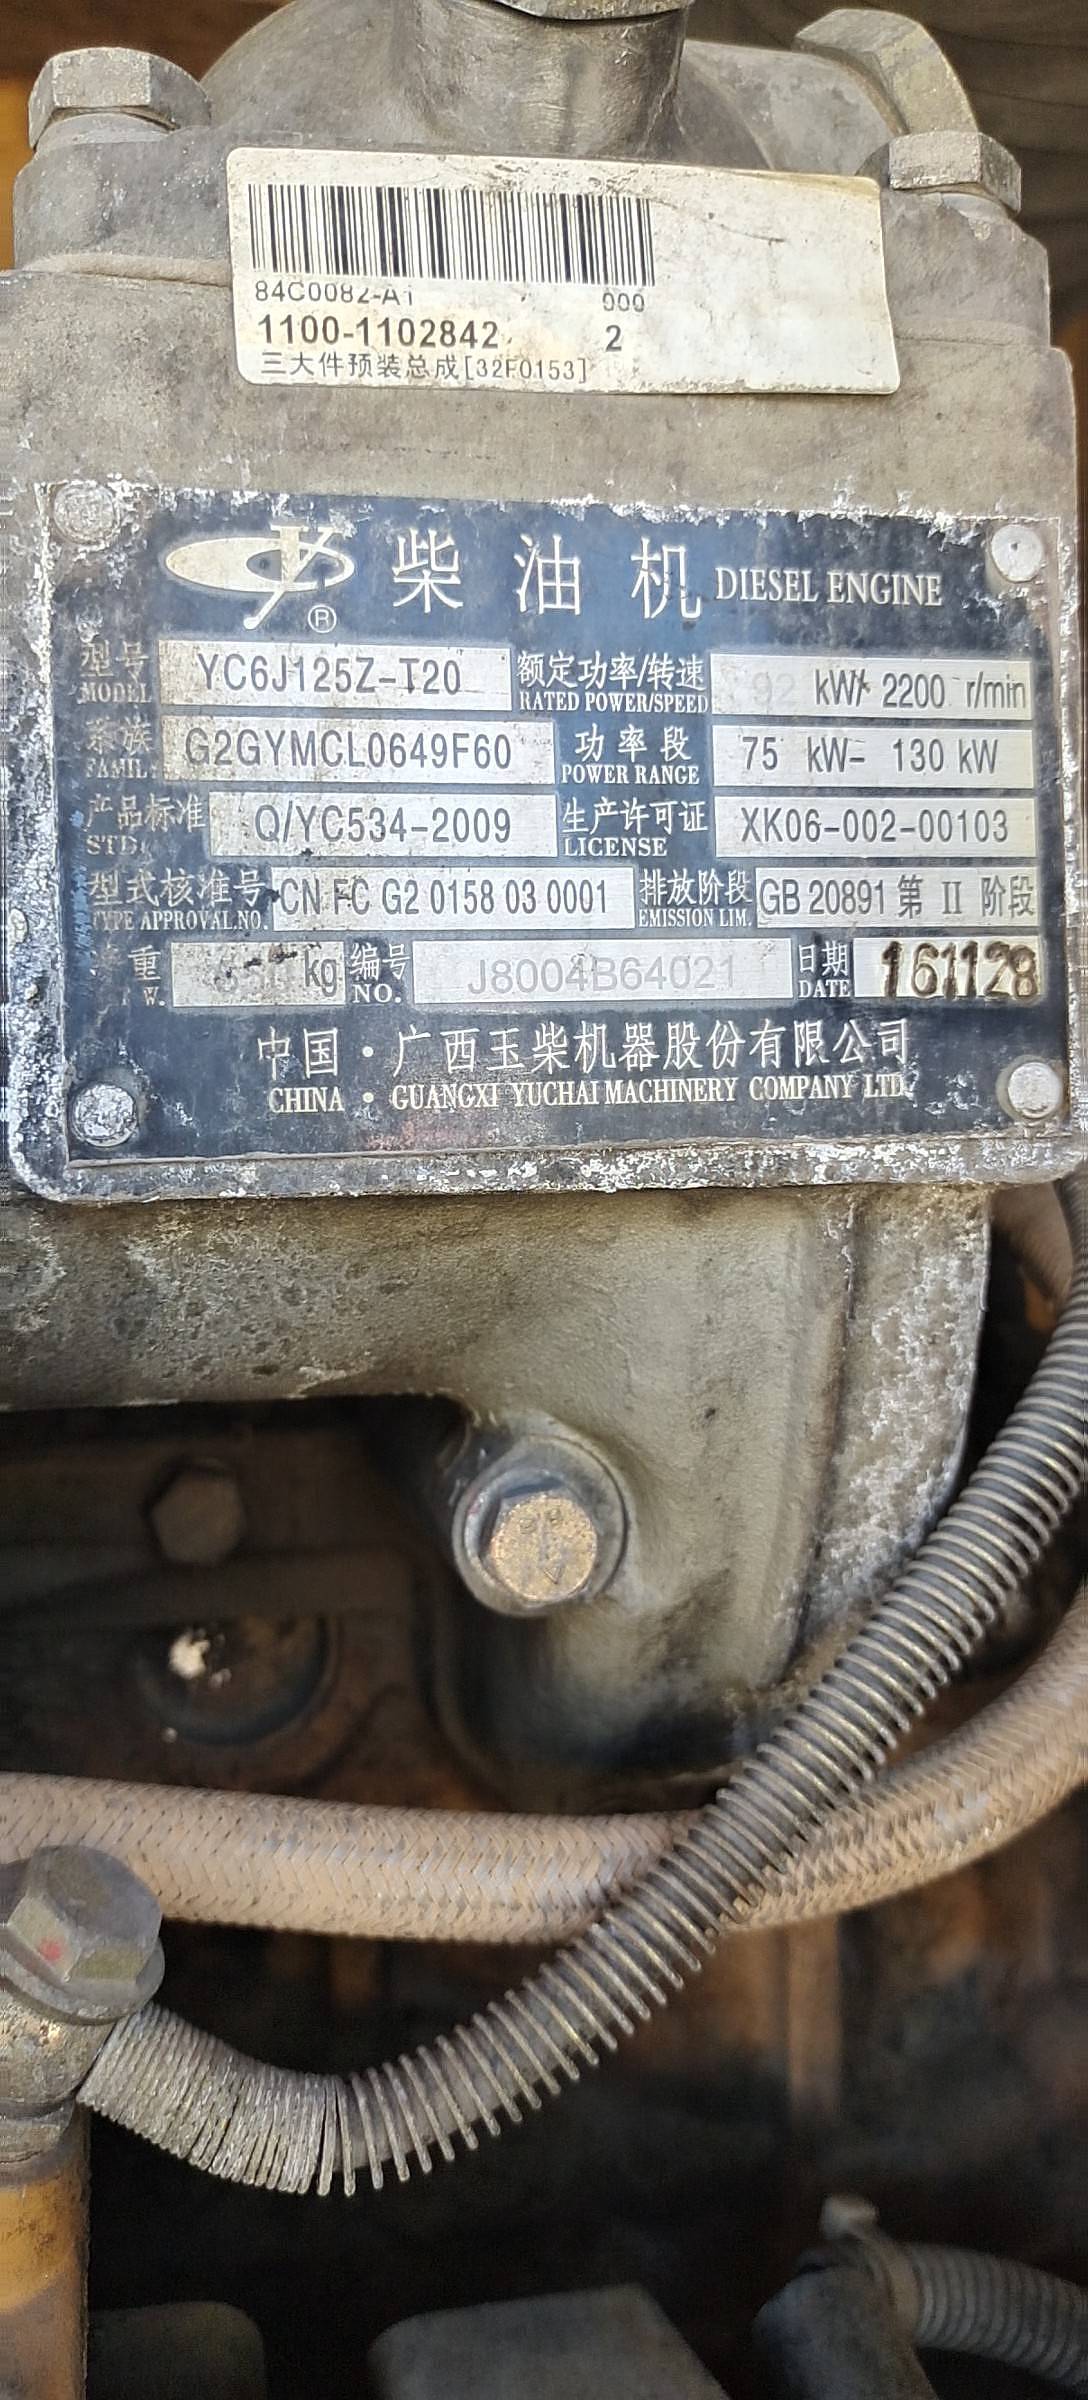 84C0082-A1 000
1100-1102842 2
三大件预装总成[32F0153]
柴油机 DIESEL ENGINE
®
型号 YC6J125Z-T20 额定功率/转速 92 kW/ 2200 r/min
MODEL RATED POWER/SPEED
系族 G2GYMCL0649F60 功率段 75 kW- 130 kW
FAMIL POWER RANGE
产品标准 Q/YC534-2009 生产许可证 XK06-002-00103
STD. LICENSE
型式核准号 CN FC G2 0158 03 0001 排放阶段 GB 20891 第 II 阶段
TYPE APPROVAL.NO. EMISSION LIM.
重 kg 编号 J8004B64021 日期 161128
W. NO. DATE
中国·广西玉柴机器股份有限公司
CHINA · GUANGXI YUCHAI MACHINERY COMPANY LTD.